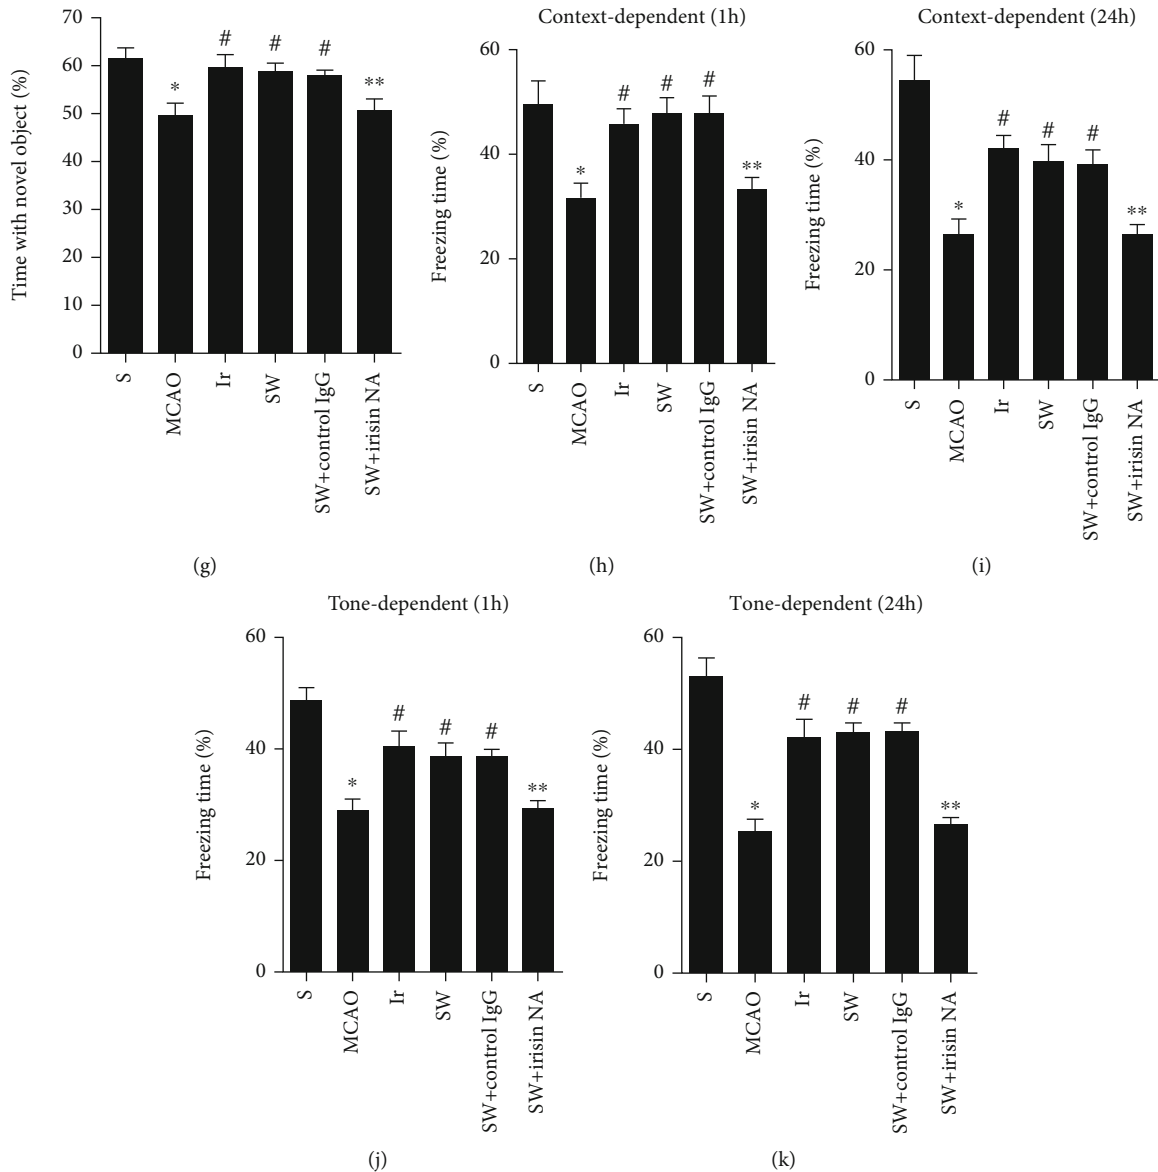 Time with novel object (%)
70
60
50
40
30
20
10
0
#
#
#
*
**
S
MCAO
Ir
SW
SW+control IgG
SW+irisin NA
(g)
Context-dependent (1h)
Freezing time (%)
60
40
20
0
#
#
#
*
**
S
MCAO
Ir
SW
SW+control IgG
SW+irisin NA
(h)
Context-dependent (24h)
Freezing time (%)
60
40
20
0
#
#
#
*
**
S
MCAO
Ir
SW
SW+control IgG
SW+irisin NA
(i)
Tone-dependent (1h)
Freezing time (%)
60
40
20
0
#
#
#
*
**
S
MCAO
Ir
SW
SW+control IgG
SW+irisin NA
(j)
Tone-dependent (24h)
Freezing time (%)
60
40
20
0
#
#
#
*
**
S
MCAO
Ir
SW
SW+control IgG
SW+irisin NA
(k)